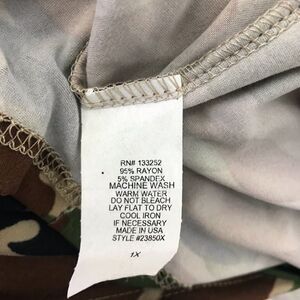 RN# 133252
95% RAYON
5% SPANDEX
MACHINE WASH
WARM WATER
DO NOT BLEACH
LAY FLAT TO DRY
COOL IRON
IF NECESSARY
MADE IN USA
STYLE #23850X
1X